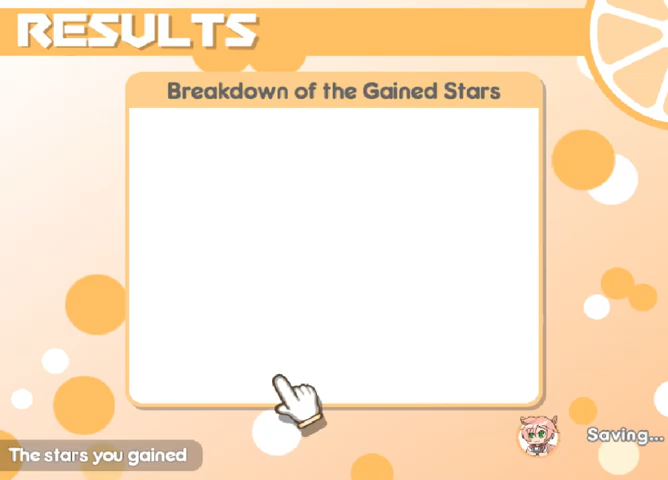 RESULTS
Breakdown of the Gained Stars
Saving...
The stars you gained